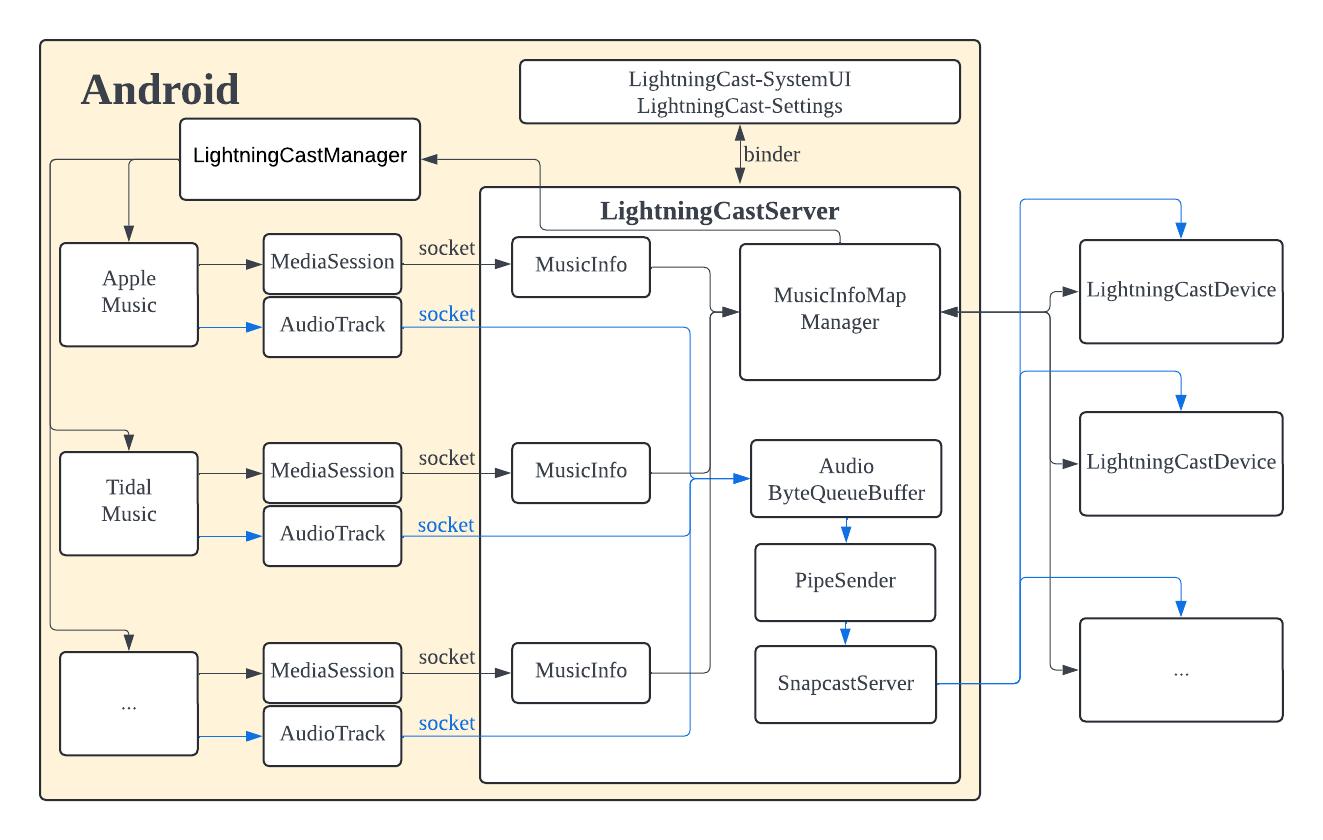 Android
LightningCast-SystemUI
LightningCast-Settings
LightningCastManager
binder
LightningCastServer
Apple
Music
MediaSession
socket
MusicInfo
AudioTrack
socket
MusicInfoMap
Manager
LightningCastDevice
Tidal
Music
MediaSession
socket
MusicInfo
AudioTrack
socket
Audio
ByteQueueBuffer
LightningCastDevice
PipeSender
...
MediaSession
socket
MusicInfo
AudioTrack
socket
SnapcastServer
...